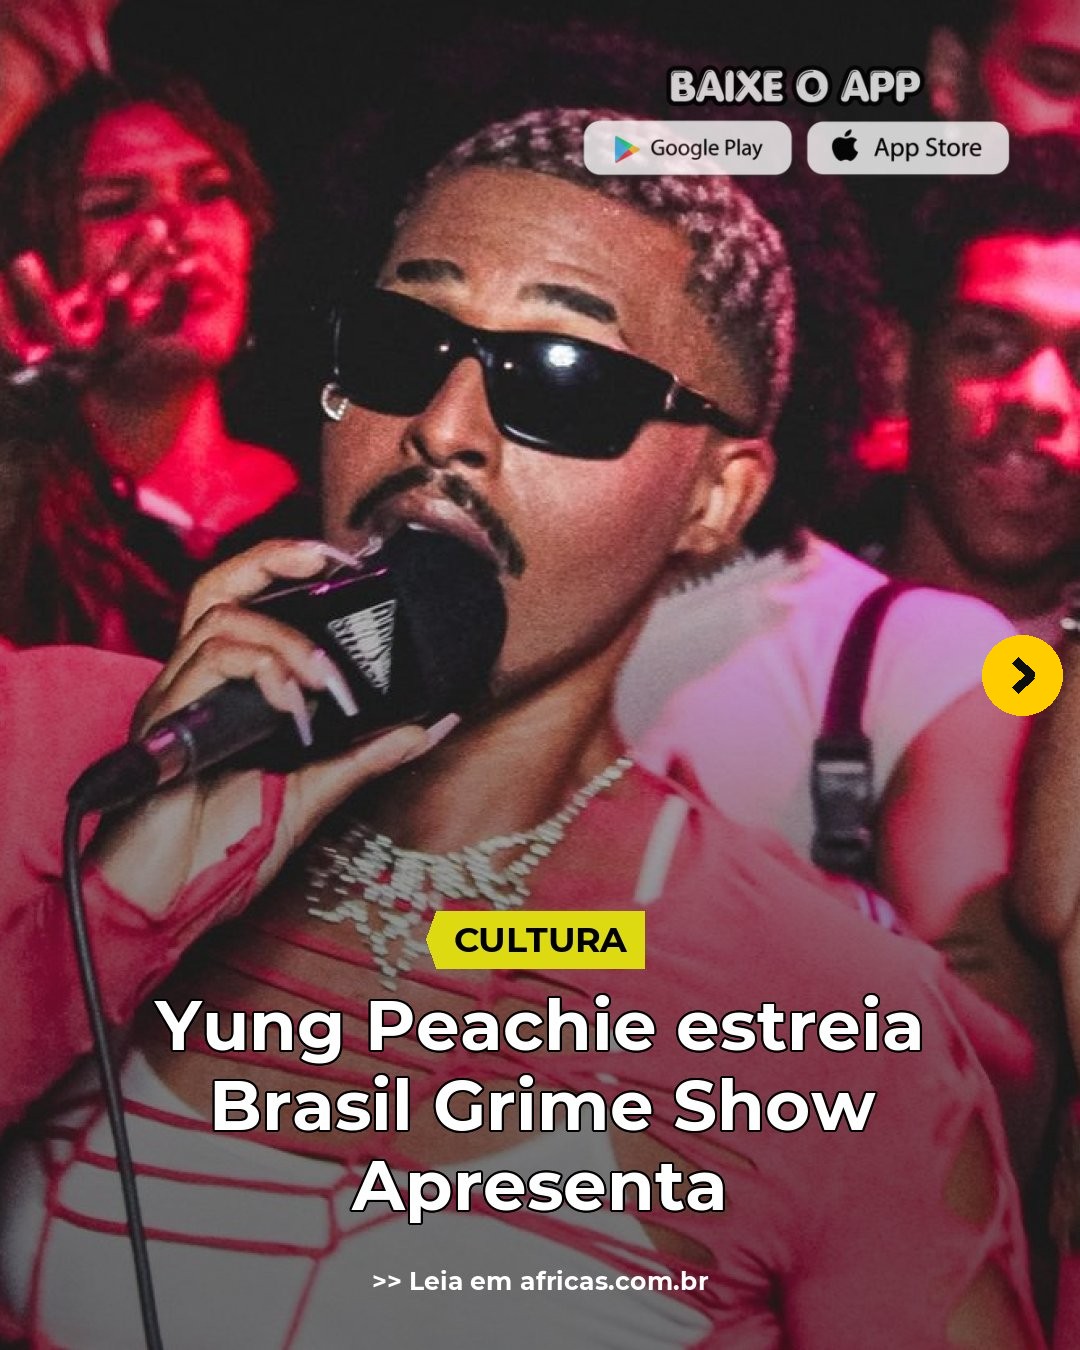 BAIXE O APP
Google Play
App Store
CULTURA
Yung Peachie estreia
Brasil Grime Show
Apresenta
>> Leia em africas.com.br